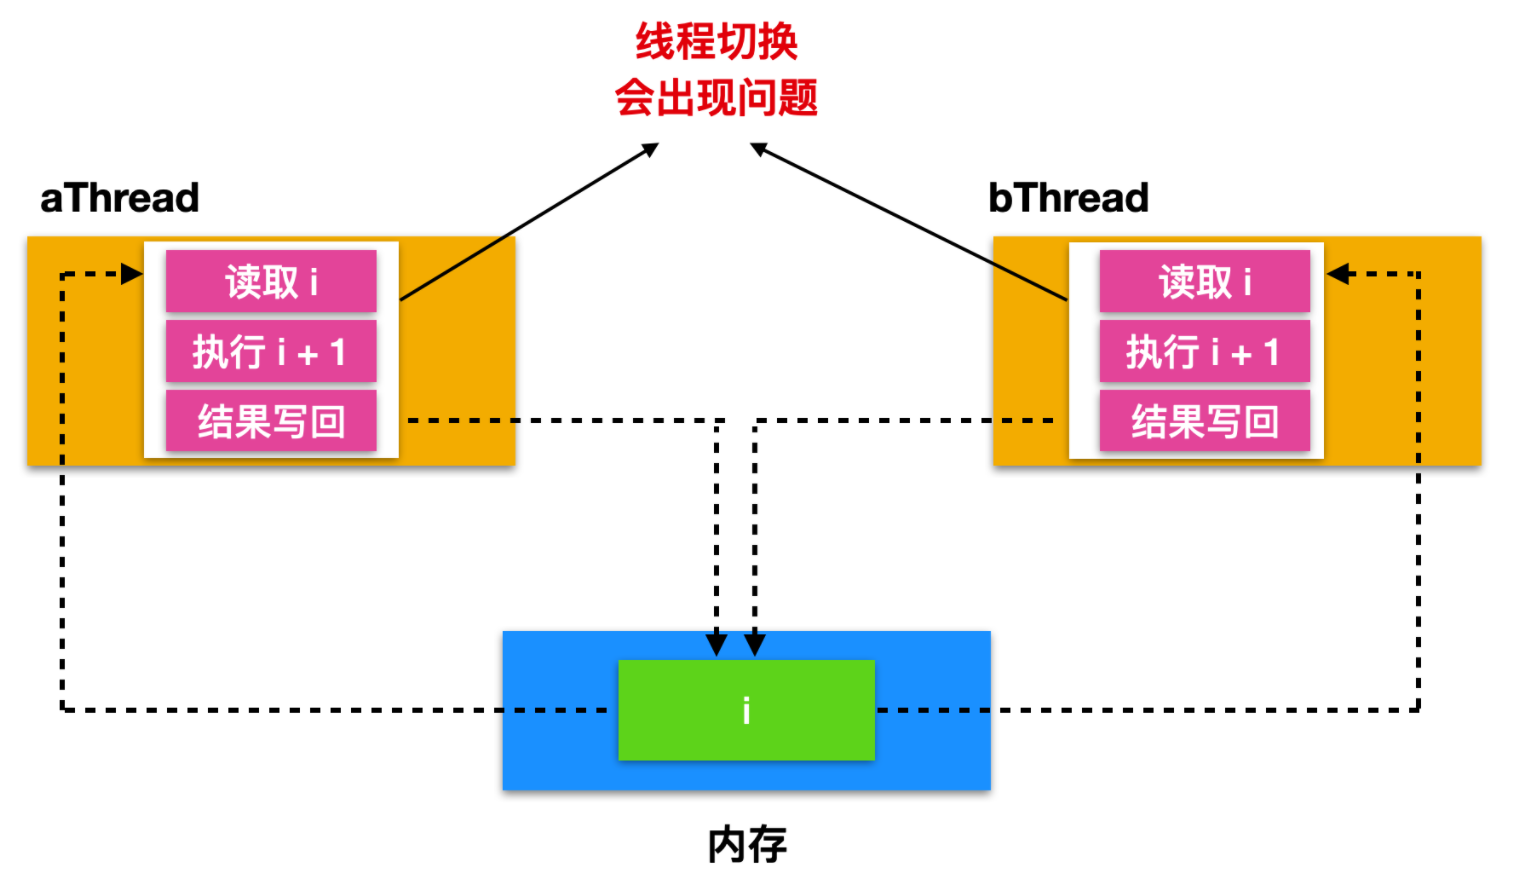 线程切换
会出现问题
aThread
bThread
读取 i
执行 i + 1
结果写回
读取 i
执行 i + 1
结果写回
i
内存